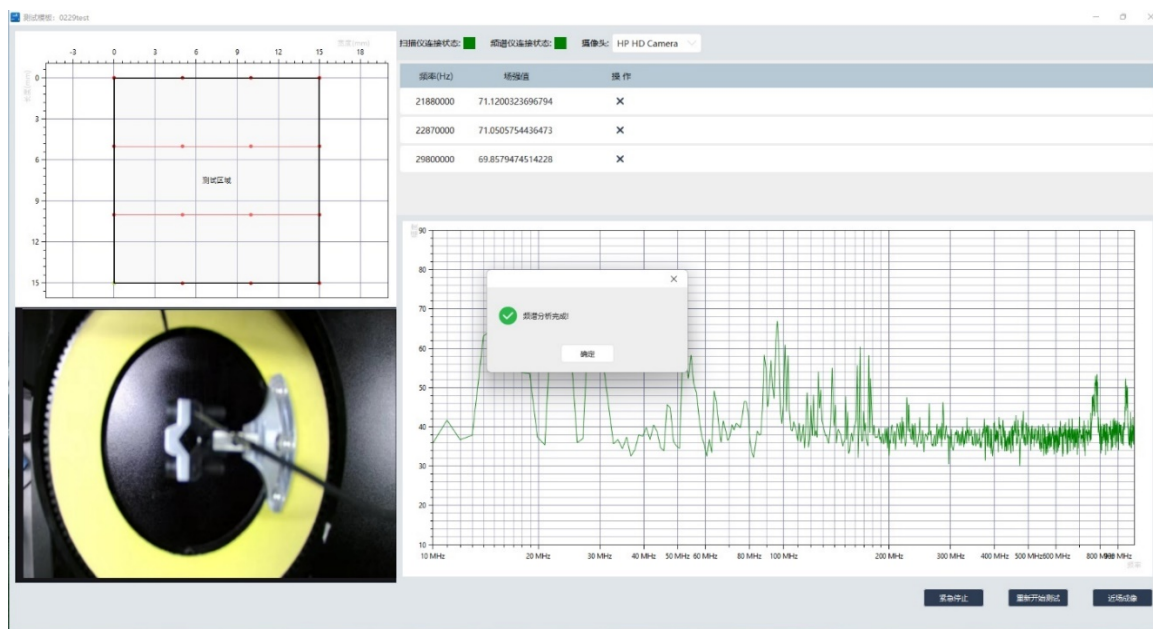 测试模板: 0229test
宽度(mm)
-3 0 3 6 9 12 15 18
0
3
6
9
12
15
测试区域
扫描仪连接状态: 频谱仪连接状态: 摄像头: HP HD Camera
频率(Hz) 场强值 操 作
21880000 71.1200323696794 ✕
22870000 71.0505754436473 ✕
29800000 69.8579474514228 ✕
90
80
70
60
50
40
30
20
10
10 MHz 20 MHz 30 MHz 40 MHz 50 MHz 60 MHz 80 MHz 100 MHz 200 MHz 300 MHz 400 MHz 500 MHz 600 MHz 800 MHz
频率
频谱分析完成!
确定
紧急停止 重新开始测试 近场成像